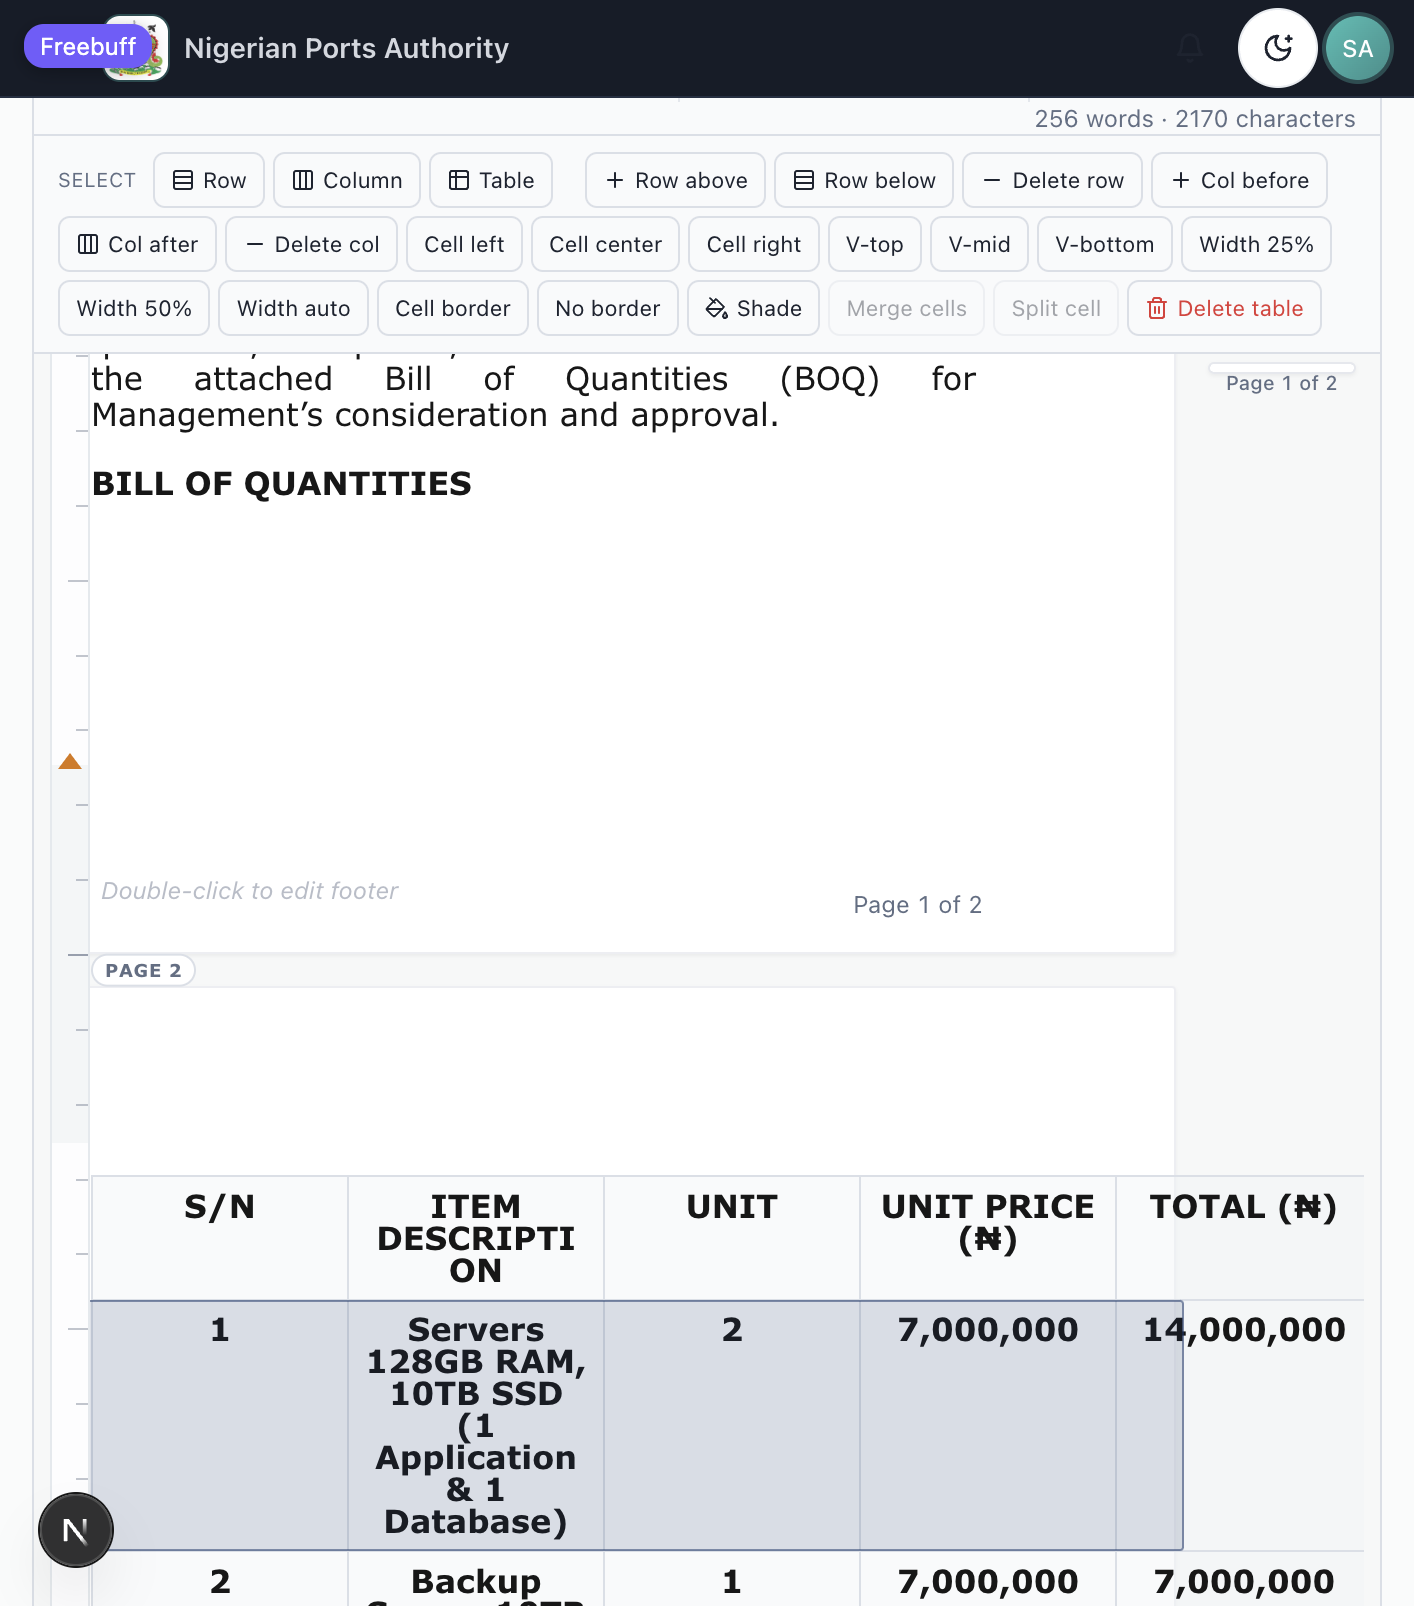 Freebuff
Nigerian Ports Authority
SA
256 words · 2170 characters
SELECT Row Column Table + Row above Row below − Delete row + Col before
Col after − Delete col Cell left Cell center Cell right V-top V-mid V-bottom Width 25%
Width 50% Width auto Cell border No border Shade Merge cells Split cell Delete table
the attached Bill of Quantities (BOQ) for
Management’s consideration and approval.
Page 1 of 2
BILL OF QUANTITIES
Double-click to edit footer
Page 1 of 2
PAGE 2
S/N ITEM DESCRIPTI UNIT UNIT PRICE TOTAL (₦)
ON (₦)
1 Servers 2 7,000,000 14,000,000
128GB RAM,
10TB SSD
(1
Application
& 1
Database)
N
2 Backup 1 7,000,000 7,000,000